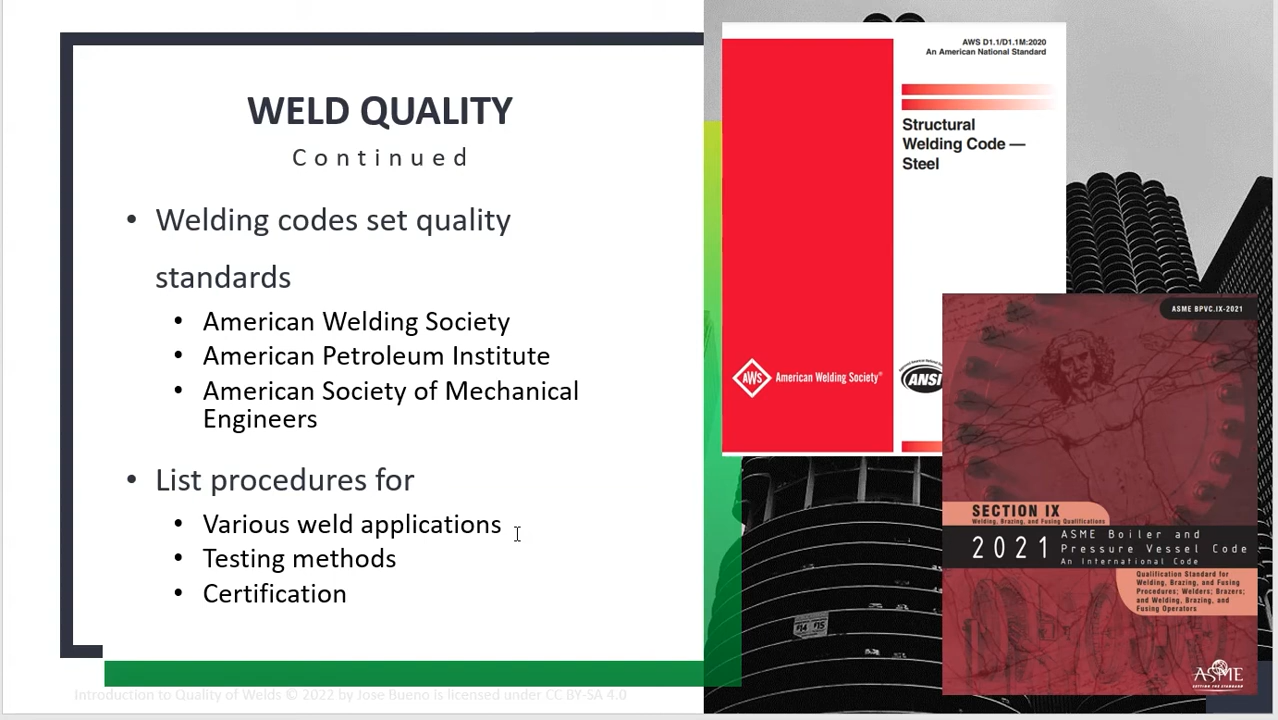 WELD QUALITY
Continued
• Welding codes set quality
standards
• American Welding Society
• American Petroleum Institute
• American Society of Mechanical
Engineers
• List procedures for
• Various weld applications
• Testing methods
• Certification
Introduction to Quality of Welds © 2022 by Jose Bueno is licensed under CC BY-SA 4.0
AWS D1.1/D1.1M:2020
An American National Standard
Structural
Welding Code —
Steel
AWS American Welding Society®
ANSI
ASME BPVC.IX-2021
SECTION IX
Welding, Brazing, and Fusing Qualifications
2021
ASME Boiler and
Pressure Vessel Code
An International Code
Qualification Standard for
Welding, Brazing, and Fusing
Procedures; Welders; Brazers;
and Welding, Brazing, and
Fusing Operators
ASME
SETTING THE STANDARD